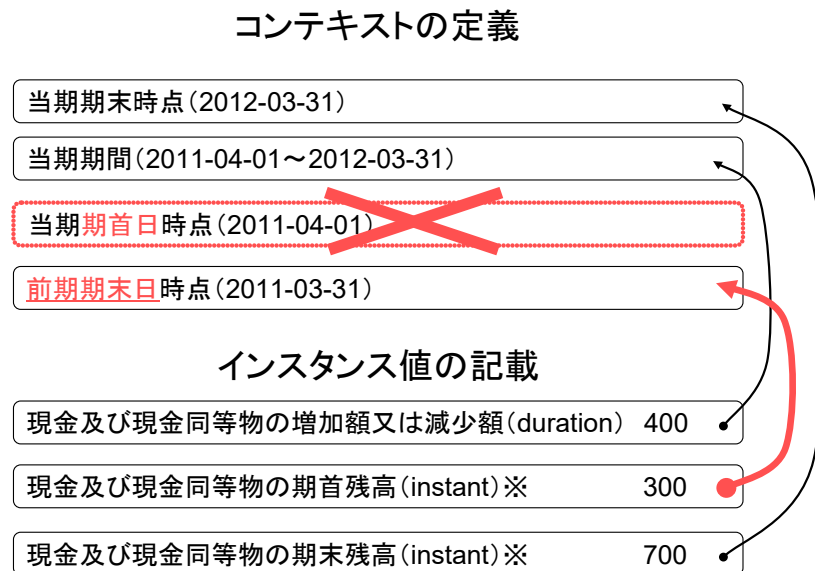 コンテキストの定義
当期期末時点(2012-03-31)
当期期間(2011-04-01～2012-03-31)
当期期首日時点(2011-04-01)
前期期末日時点(2011-03-31)
インスタンス値の記載
現金及び現金同等物の増加額又は減少額(duration) 400
現金及び現金同等物の期首残高(instant)※ 300
現金及び現金同等物の期末残高(instant)※ 700